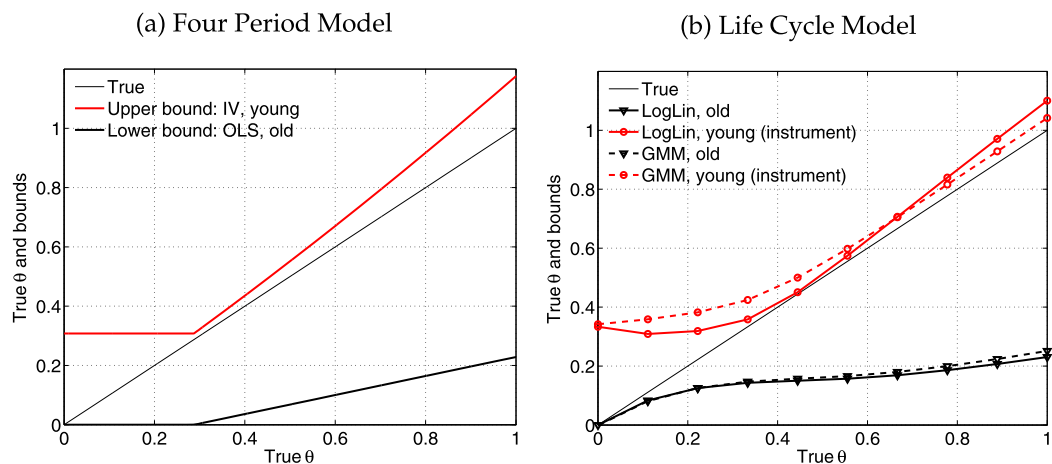 (a) Four Period Model
True
Upper bound: IV, young
Lower bound: OLS, old
1
0.8
0.6
0.4
0.2
0
True θ and bounds
0 0.2 0.4 0.6 0.8 1
True θ
(b) Life Cycle Model
True
LogLin, old
LogLin, young (instrument)
GMM, old
GMM, young (instrument)
1
0.8
0.6
0.4
0.2
0
True θ and bounds
0 0.2 0.4 0.6 0.8 1
True θ